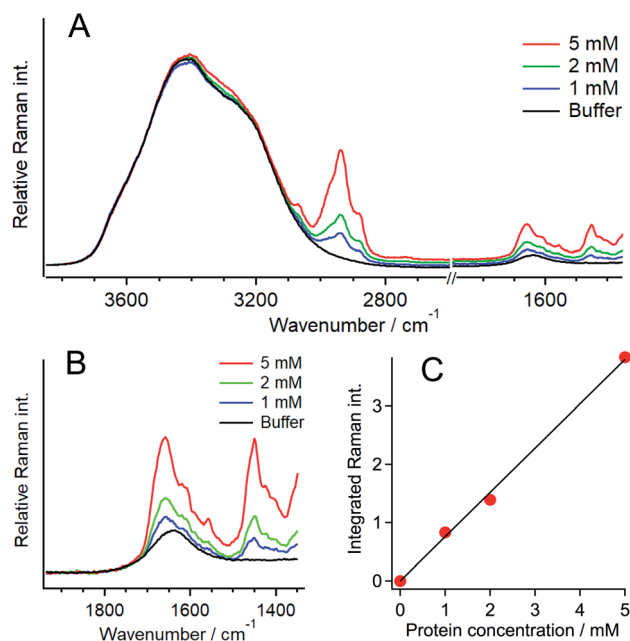 A
Relative Raman int.
5 mM
2 mM
1 mM
Buffer
3600
3200
2800
1600
Wavenumber / cm-1
B
Relative Raman int.
5 mM
2 mM
1 mM
Buffer
1800
1600
1400
Wavenumber / cm-1
C
Integrated Raman int.
3
2
1
0
0
1
2
3
4
5
Protein concentration / mM